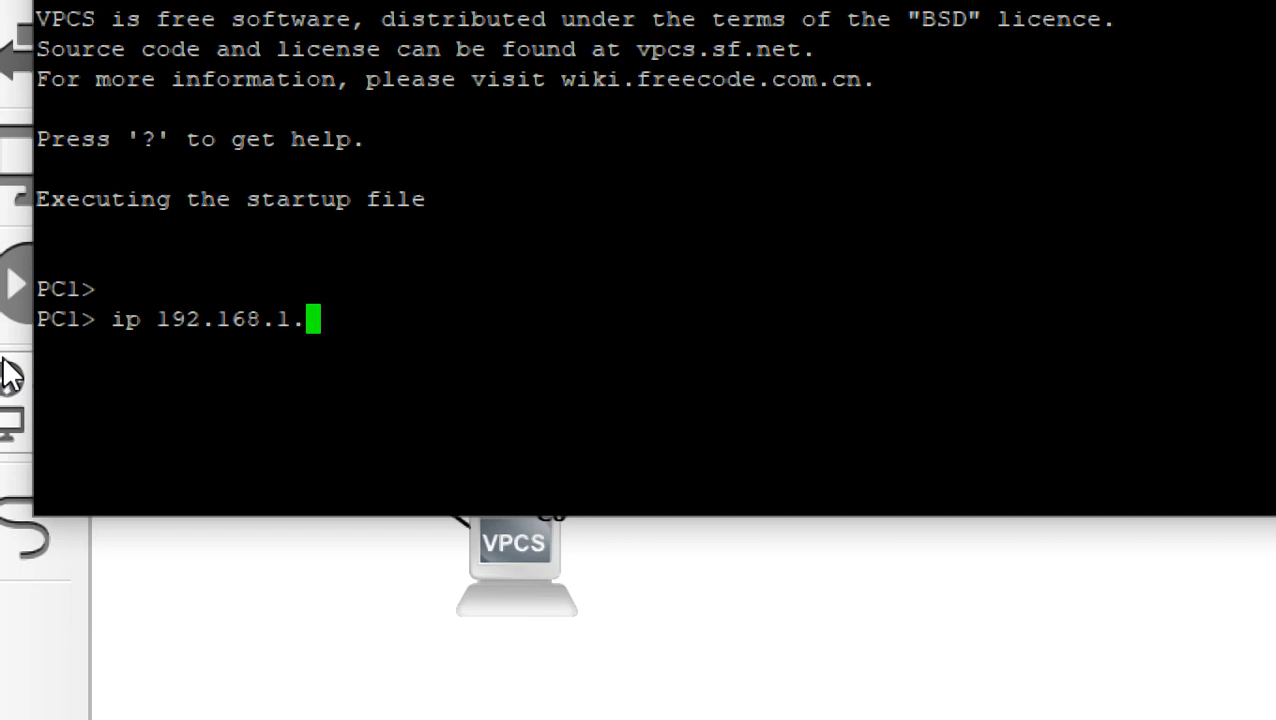 VPCS is free software, distributed under the terms of the "BSD" licence.
Source code and license can be found at vpcs.sf.net.
For more information, please visit wiki.freecode.com.cn.
Press '?' to get help.
Executing the startup file
PC1>
PC1> ip 192.168.1.
VPCS